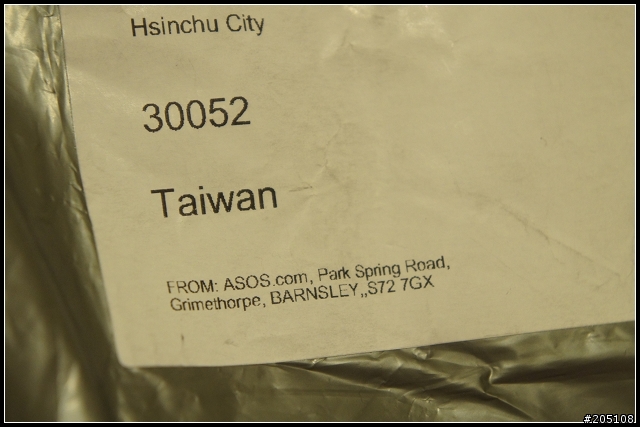 Hsinchu City
30052
Taiwan
FROM: ASOS.com, Park Spring Road,
Grimethorpe, BARNSLEY,,S72 7GX
#205108